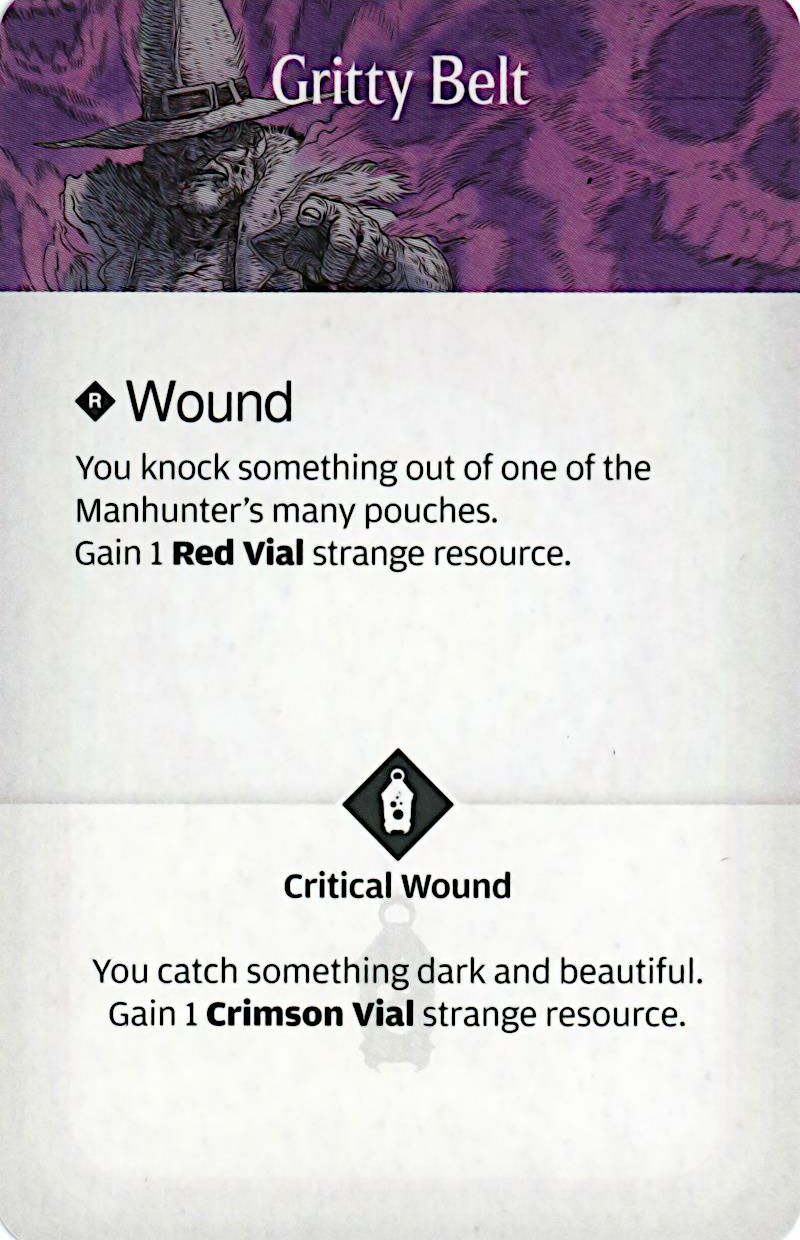 Gritty Belt
R Wound
You knock something out of one of the
Manhunter’s many pouches.
Gain 1 Red Vial strange resource.
Critical Wound
You catch something dark and beautiful.
Gain 1 Crimson Vial strange resource.